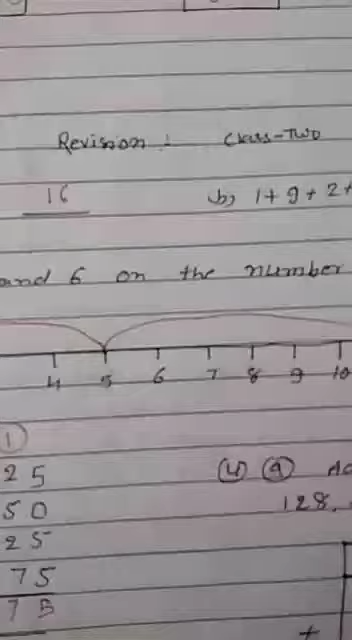 Revision : Class-Two
16 (b) 1 + 9 + 2 +
and 6 on the number
4 5 6 7 8 9 10
1
25
50
25
75
75
(4) (a)
128
+